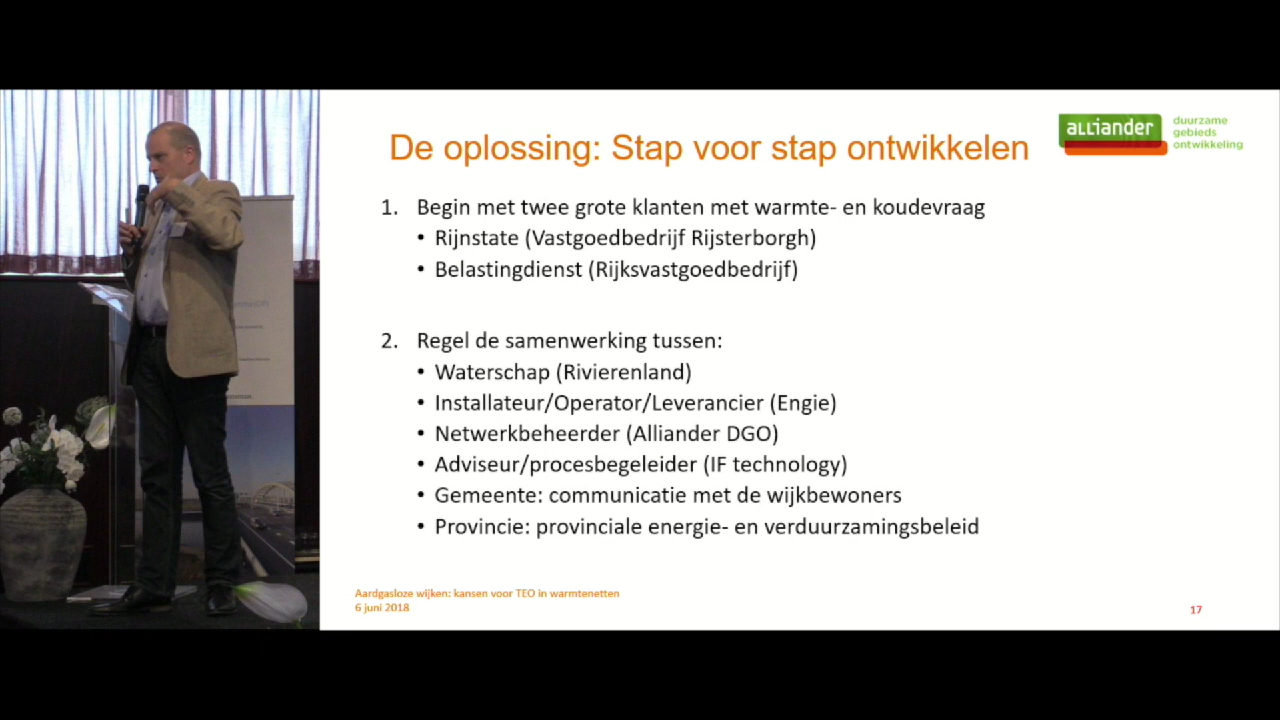 De oplossing: Stap voor stap ontwikkelen
alliander
duurzame
gebieds
ontwikkeling
1. Begin met twee grote klanten met warmte- en koudevraag
• Rijnstate (Vastgoedbedrijf Rijsterborgh)
• Belastingdienst (Rijksvastgoedbedrijf)
2. Regel de samenwerking tussen:
• Waterschap (Rivierenland)
• Installateur/Operator/Leverancier (Engie)
• Netwerkbeheerder (Alliander DGO)
• Adviseur/procesbegeleider (IF technology)
• Gemeente: communicatie met de wijkbewoners
• Provincie: provinciale energie- en verduurzamingsbeleid
Aardgasloze wijken: kansen voor TEO in warmtenetten
6 juni 2018
17